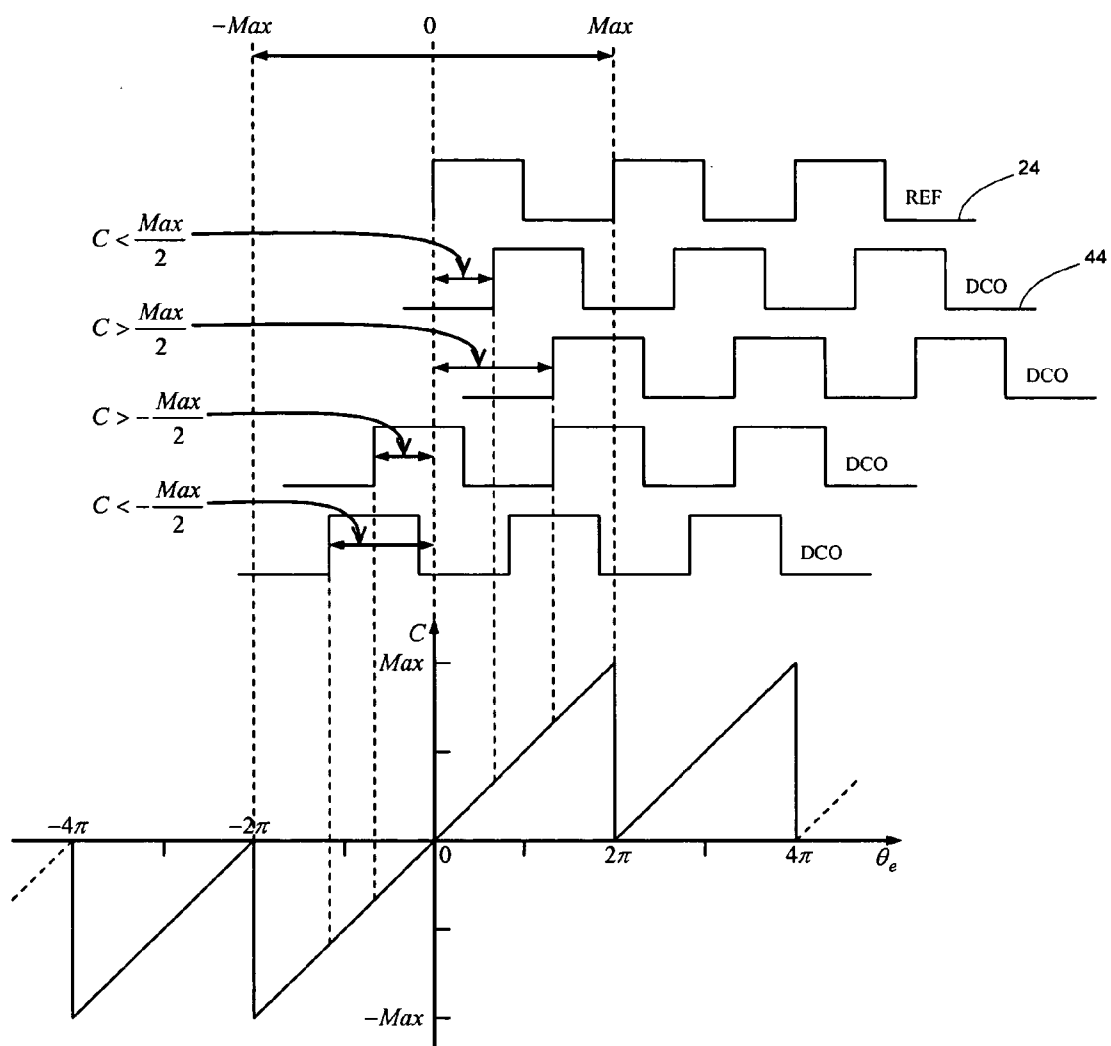 −Max 0 Max
REF 24
C < Max/2
DCO 44
C > Max/2
DCO
C > −Max/2
DCO
C < −Max/2
DCO
C
Max
−4π −2π 0 2π 4π θe
−Max